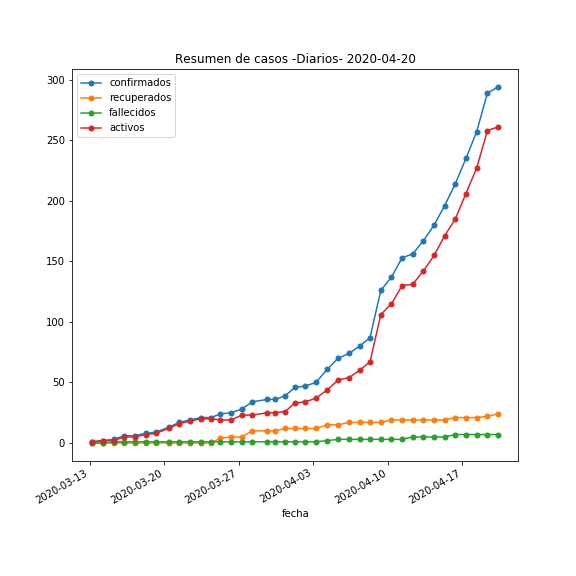 Resumen de casos -Diarios- 2020-04-20
confirmados
recuperados
fallecidos
activos
300
250
200
150
100
50
0
2020-03-13
2020-03-20
2020-03-27
2020-04-03
2020-04-10
2020-04-17
fecha